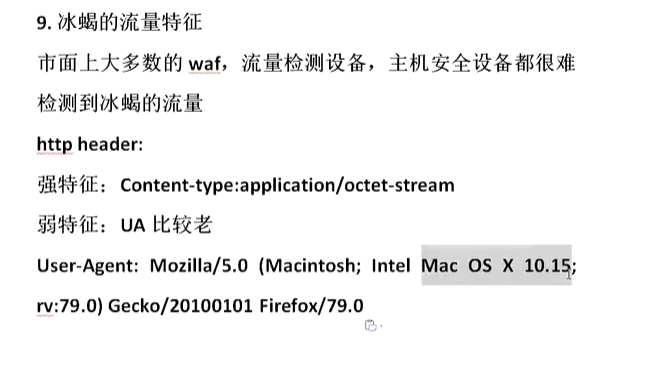 9. 冰蝎的流量特征
市面上大多数的 waf，流量检测设备，主机安全设备都很难
检测到冰蝎的流量
http header:
强特征：Content-type:application/octet-stream
弱特征：UA 比较老
User-Agent: Mozilla/5.0 (Macintosh; Intel Mac OS X 10.15;
rv:79.0) Gecko/20100101 Firefox/79.0